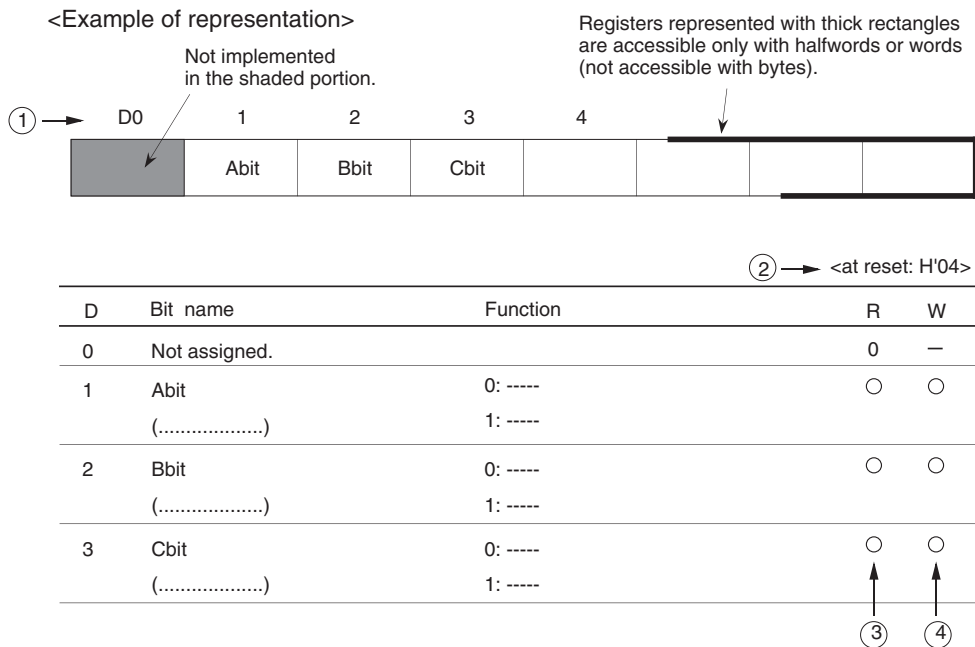 <Example of representation>
Not implemented
in the shaded portion.
Registers represented with thick rectangles
are accessible only with halfwords or words
(not accessible with bytes).
1 D0 1 2 3 4
Abit Bbit Cbit
2 <at reset: H'04>
D Bit name Function R W
0 Not assigned. 0 —
1 Abit 0: ----- ○ ○
(...................) 1: -----
2 Bbit 0: ----- ○ ○
(...................) 1: -----
3 Cbit 0: ----- ○ ○
(...................) 1: -----
3 4